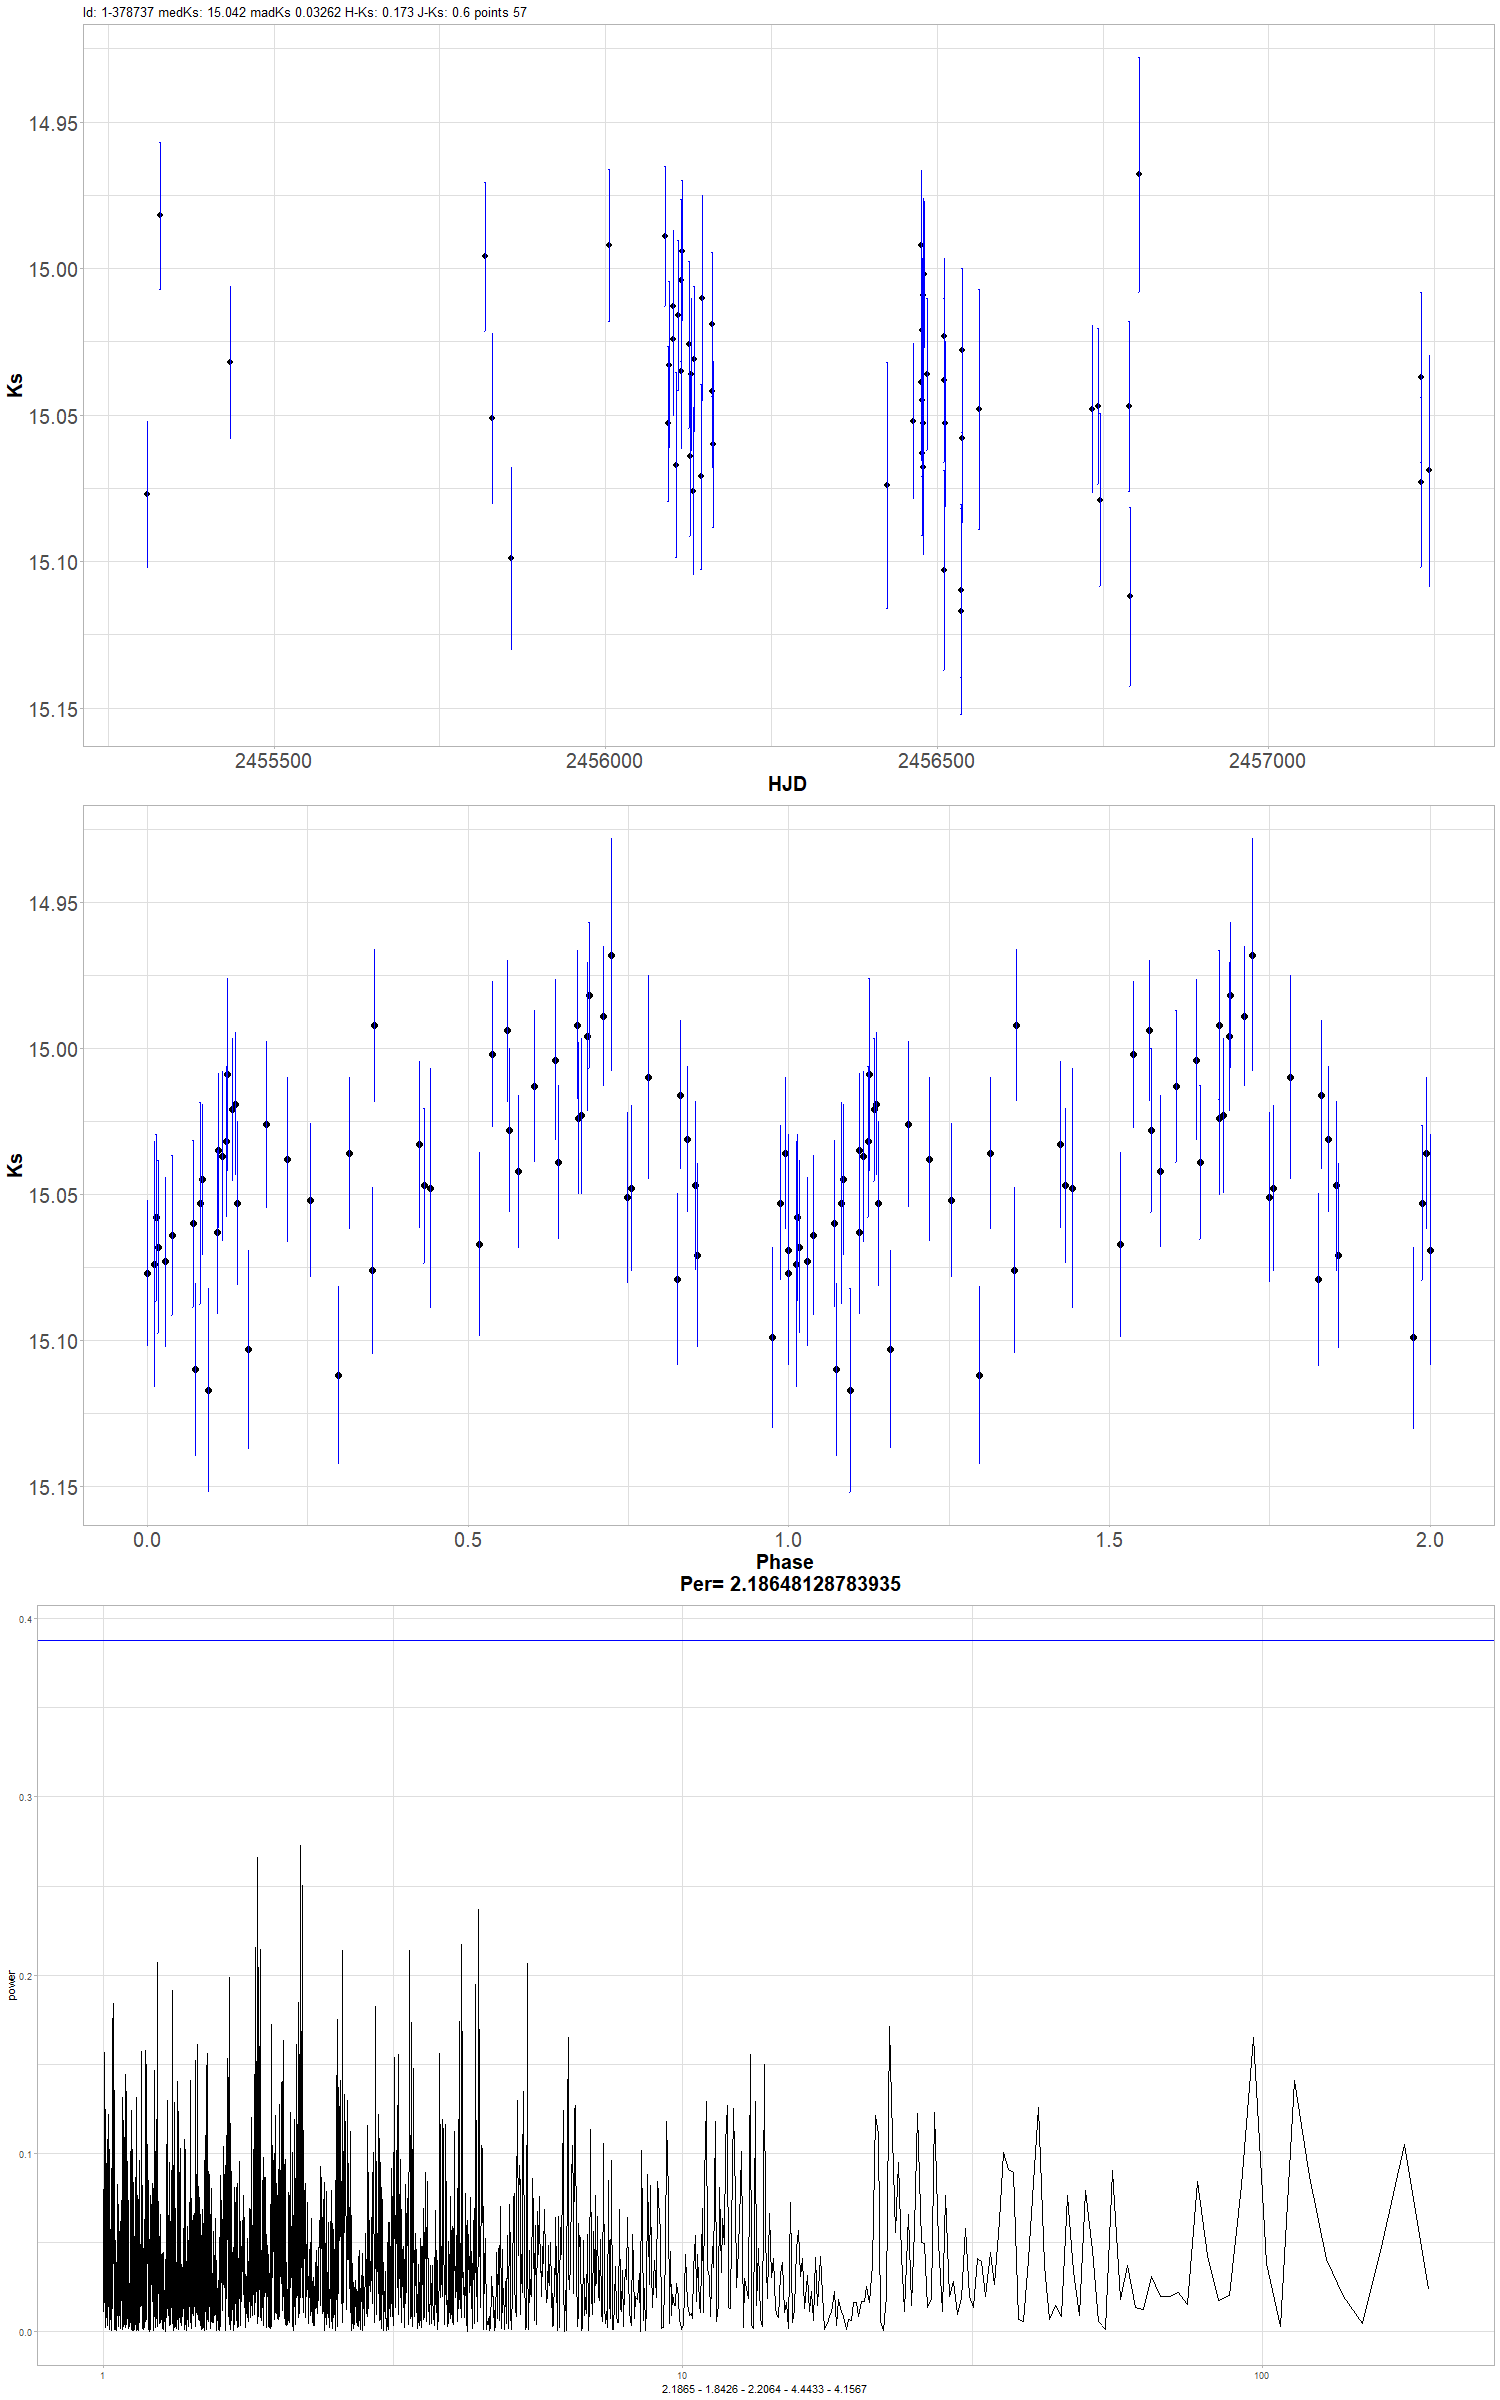 Id: 1-378737 medKs: 15.042 madKs 0.03262 H-Ks: 0.173 J-Ks: 0.6 points 57
14.95
15.00
15.05
15.10
15.15
Ks
2455500 2456000 2456500 2457000
HJD
14.95
15.00
15.05
15.10
15.15
Ks
0.0 0.5 1.0 1.5 2.0
Phase
Per= 2.18648128783935
0.4
0.3
0.2
0.1
0.0
power
1 10 100
2.1865 - 1.8426 - 2.2064 - 4.4433 - 4.1567